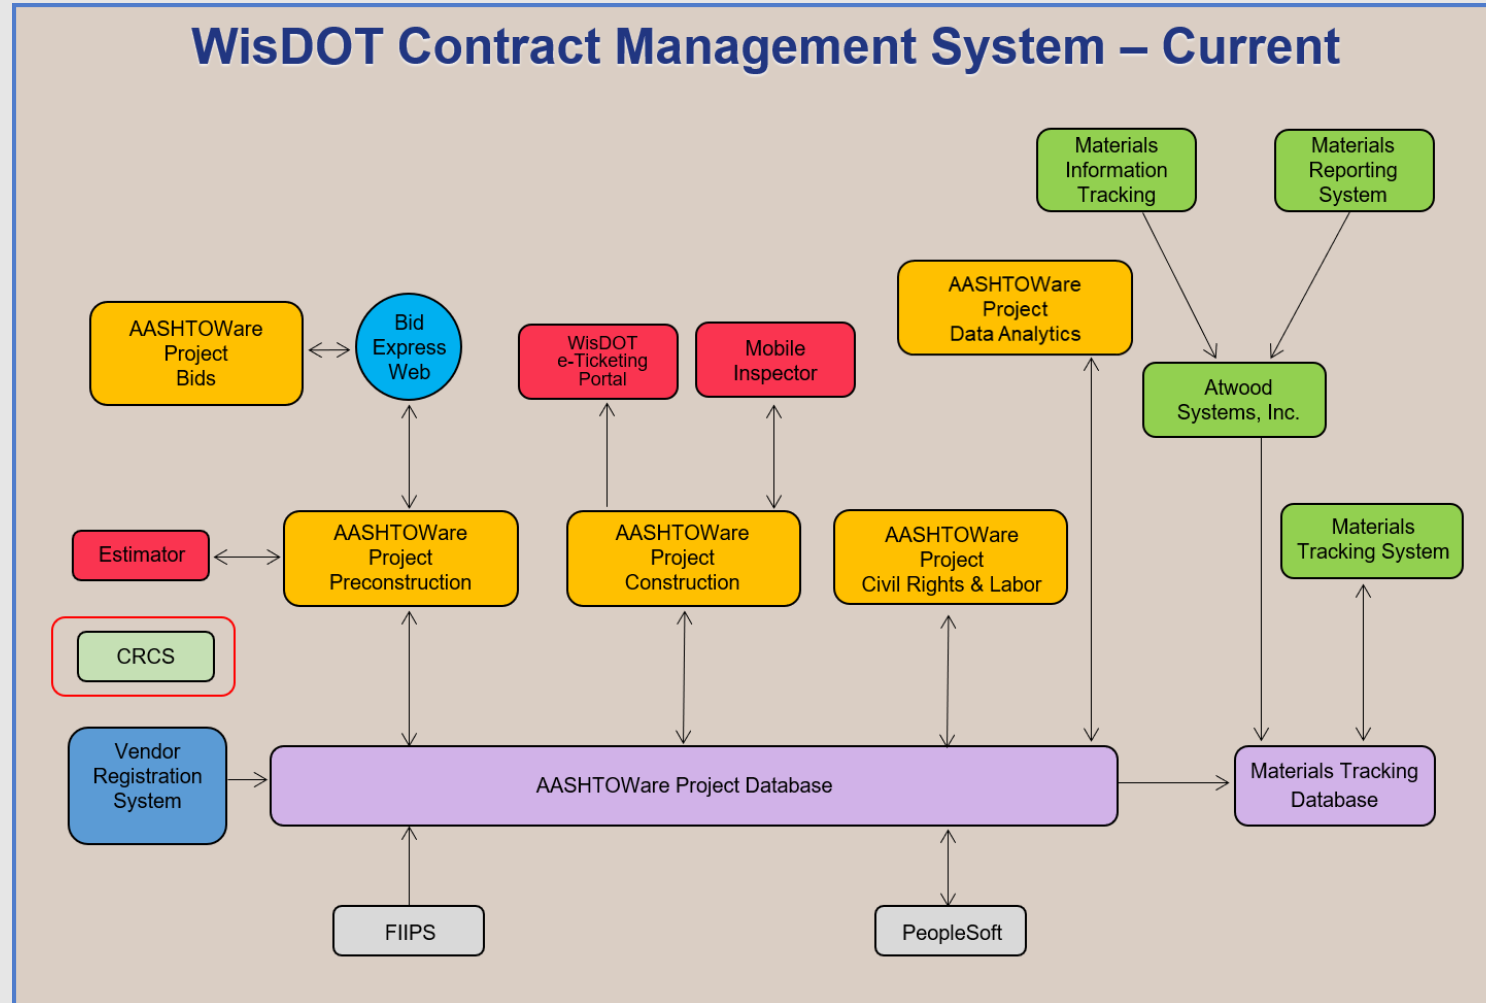 WisDOT Contract Management System – Current
Materials
Information
Tracking
Materials
Reporting
System
AASHTOWare
Project
Data Analytics
AASHTOWare
Project
Bids
Bid
Express
Web
WisDOT
e-Ticketing
Portal
Mobile
Inspector
Atwood
Systems, Inc.
Estimator
AASHTOWare
Project
Preconstruction
AASHTOWare
Project
Construction
AASHTOWare
Project
Civil Rights & Labor
Materials
Tracking System
CRCS
Vendor
Registration
System
AASHTOWare Project Database
Materials Tracking
Database
FIIPS
PeopleSoft